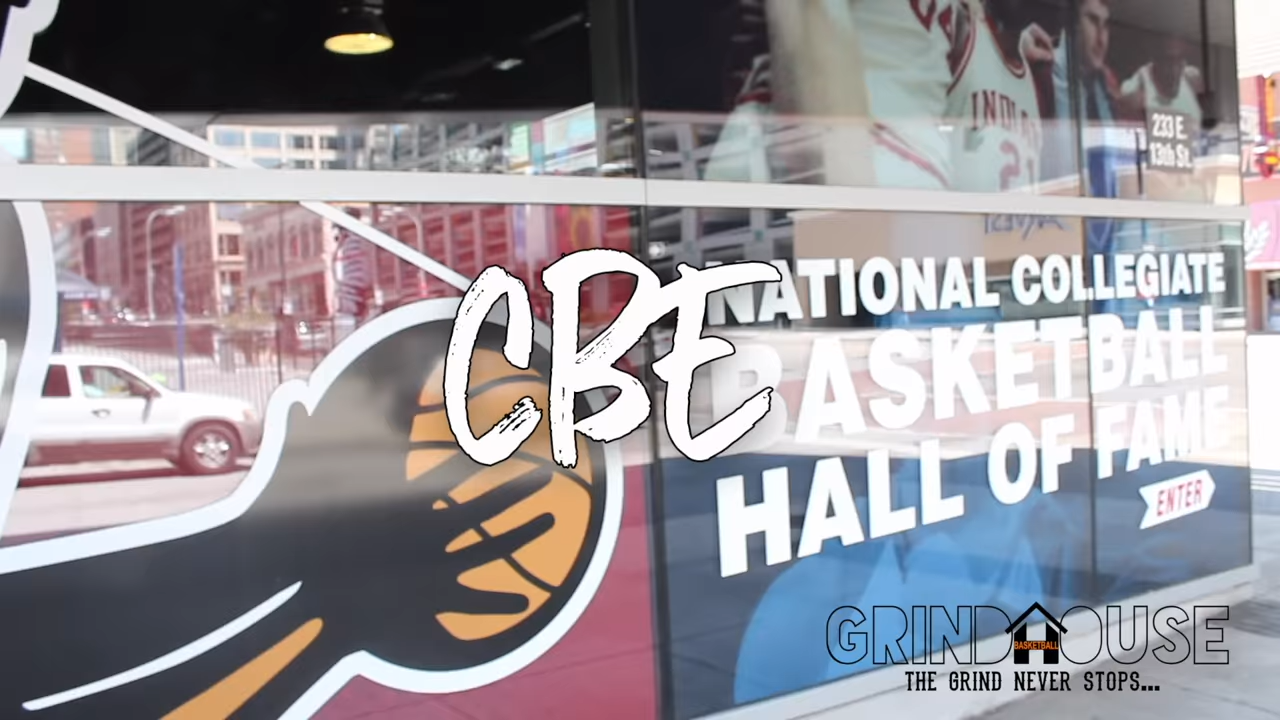 INDIANA
233 E.
13th St.
CBE
NATIONAL COLLEGIATE
BASKETBALL
HALL OF FAME
ENTER
GRINDHOUSE
BASKETBALL
THE GRIND NEVER STOPS...